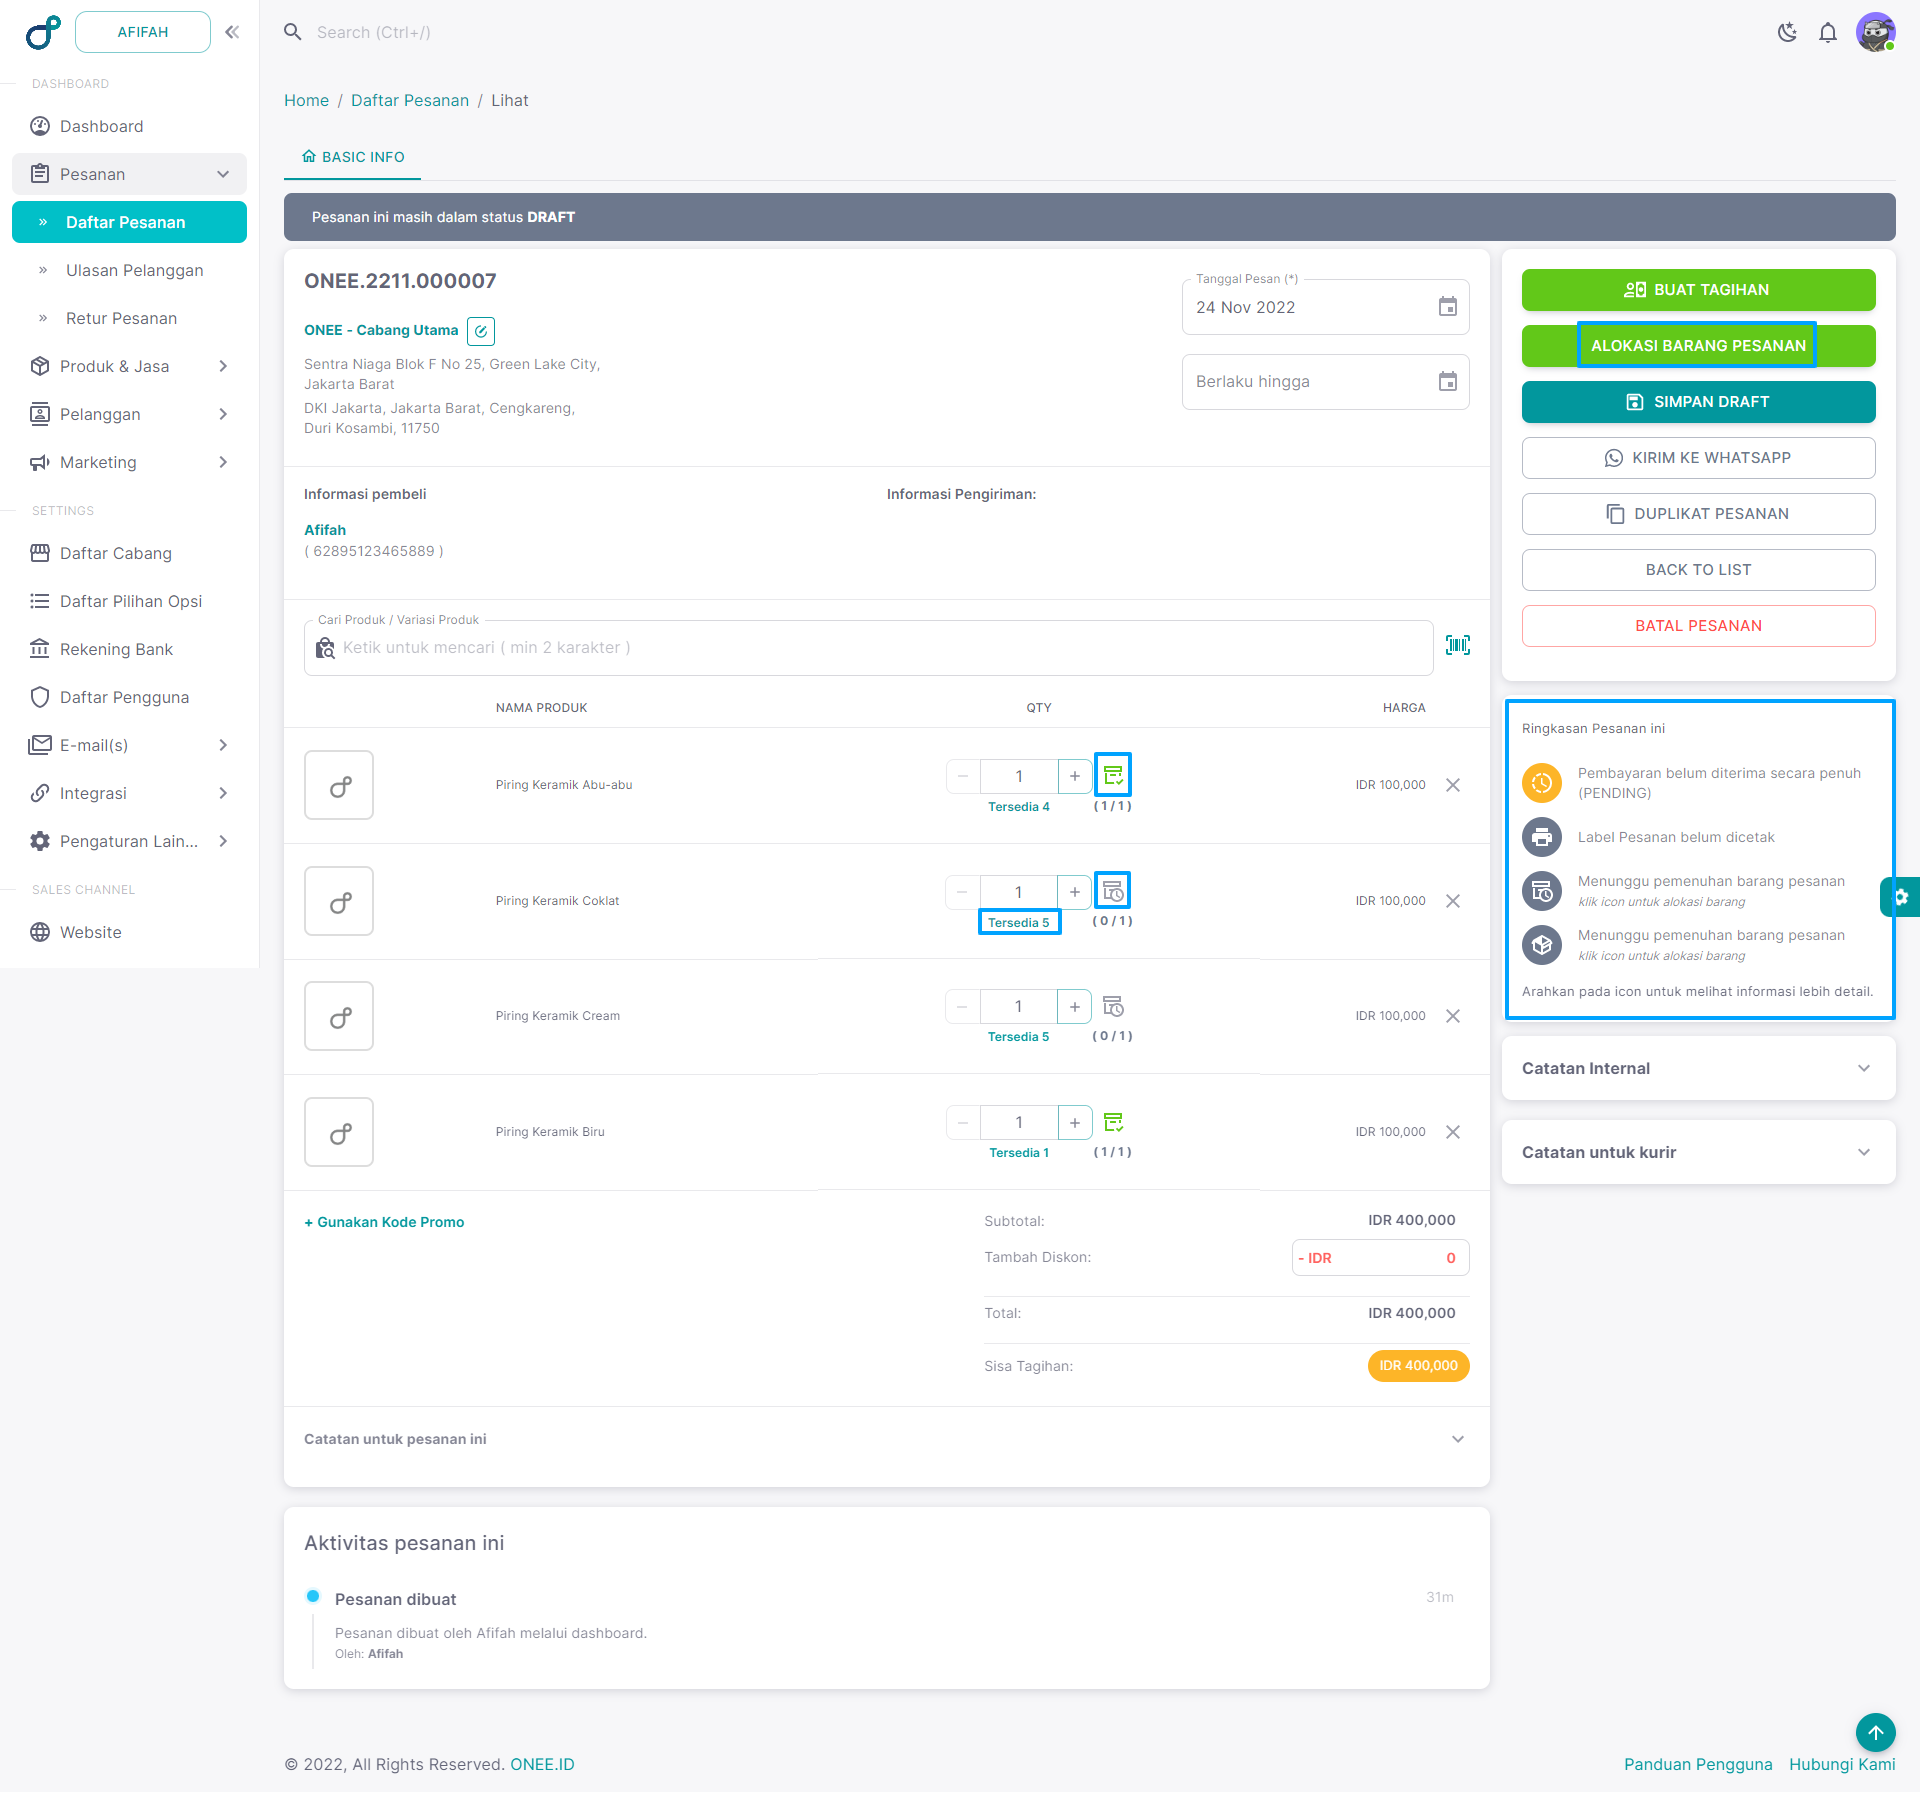 AFIFAH
Search (Ctrl+/)
DASHBOARD
Dashboard
Pesanan
Daftar Pesanan
Ulasan Pelanggan
Retur Pesanan
Produk & Jasa
Pelanggan
Marketing
SETTINGS
Daftar Cabang
Daftar Pilihan Opsi
Rekening Bank
Daftar Pengguna
E-mail(s)
Integrasi
Pengaturan Lain...
SALES CHANNEL
Website
Home / Daftar Pesanan / Lihat
BASIC INFO
Pesanan ini masih dalam status DRAFT
ONEE.2211.000007
ONEE - Cabang Utama
Sentra Niaga Blok F No 25, Green Lake City,
Jakarta Barat
DKI Jakarta, Jakarta Barat, Cengkareng,
Duri Kosambi, 11750
Tanggal Pesan (*)
24 Nov 2022
Berlaku hingga
Informasi pembeli
Afifah
( 62895123465889 )
Informasi Pengiriman:
Cari Produk / Variasi Produk
Ketik untuk mencari ( min 2 karakter )
NAMA PRODUK QTY HARGA
Piring Keramik Abu-abu − 1 + IDR 100,000
Tersedia 4 ( 1 / 1 )
Piring Keramik Coklat − 1 + IDR 100,000
Tersedia 5 ( 0 / 1 )
Piring Keramik Cream − 1 + IDR 100,000
Tersedia 5 ( 0 / 1 )
Piring Keramik Biru − 1 + IDR 100,000
Tersedia 1 ( 1 / 1 )
+ Gunakan Kode Promo
Subtotal: IDR 400,000
Tambah Diskon: - IDR 0
Total: IDR 400,000
Sisa Tagihan: IDR 400,000
Catatan untuk pesanan ini
Aktivitas pesanan ini
Pesanan dibuat 31m
Pesanan dibuat oleh Afifah melalui dashboard.
Oleh: Afifah
BUAT TAGIHAN
ALOKASI BARANG PESANAN
SIMPAN DRAFT
KIRIM KE WHATSAPP
DUPLIKAT PESANAN
BACK TO LIST
BATAL PESANAN
Ringkasan Pesanan ini
Pembayaran belum diterima secara penuh
(PENDING)
Label Pesanan belum dicetak
Menunggu pemenuhan barang pesanan
klik icon untuk alokasi barang
Menunggu pemenuhan barang pesanan
klik icon untuk alokasi barang
Arahkan pada icon untuk melihat informasi lebih detail.
Catatan Internal
Catatan untuk kurir
© 2022, All Rights Reserved. ONEE.ID
Panduan Pengguna Hubungi Kami